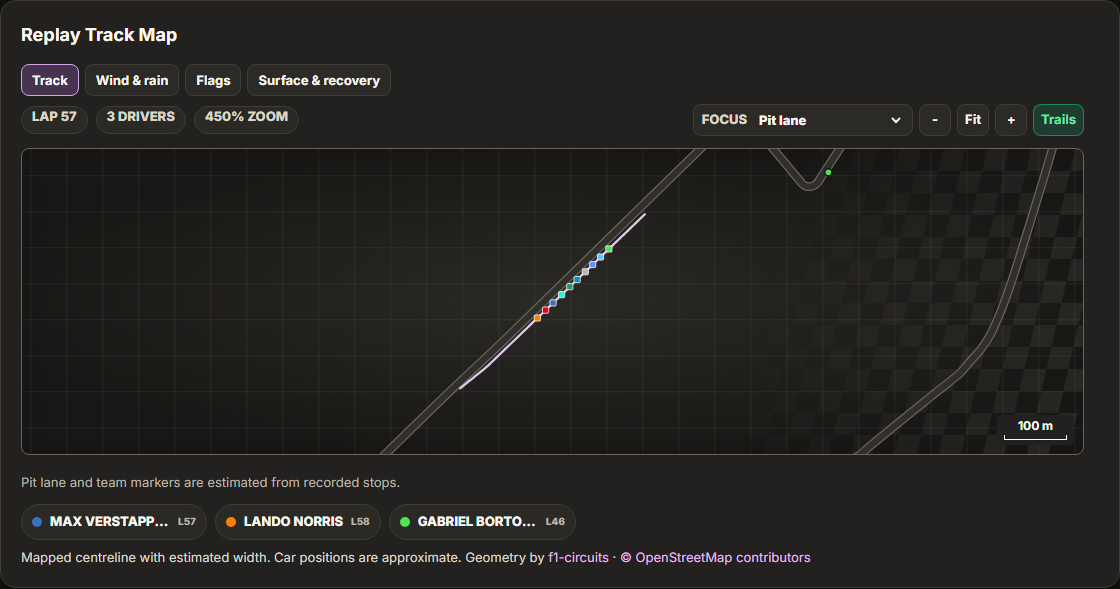 Replay Track Map
Track Wind & rain Flags Surface & recovery
LAP 57 3 DRIVERS 450% ZOOM FOCUS Pit lane - Fit + Trails
100 m
Pit lane and team markers are estimated from recorded stops.
MAX VERSTAPP... L57 LANDO NORRIS L58 GABRIEL BORTO... L46
Mapped centreline with estimated width. Car positions are approximate. Geometry by f1-circuits · © OpenStreetMap contributors